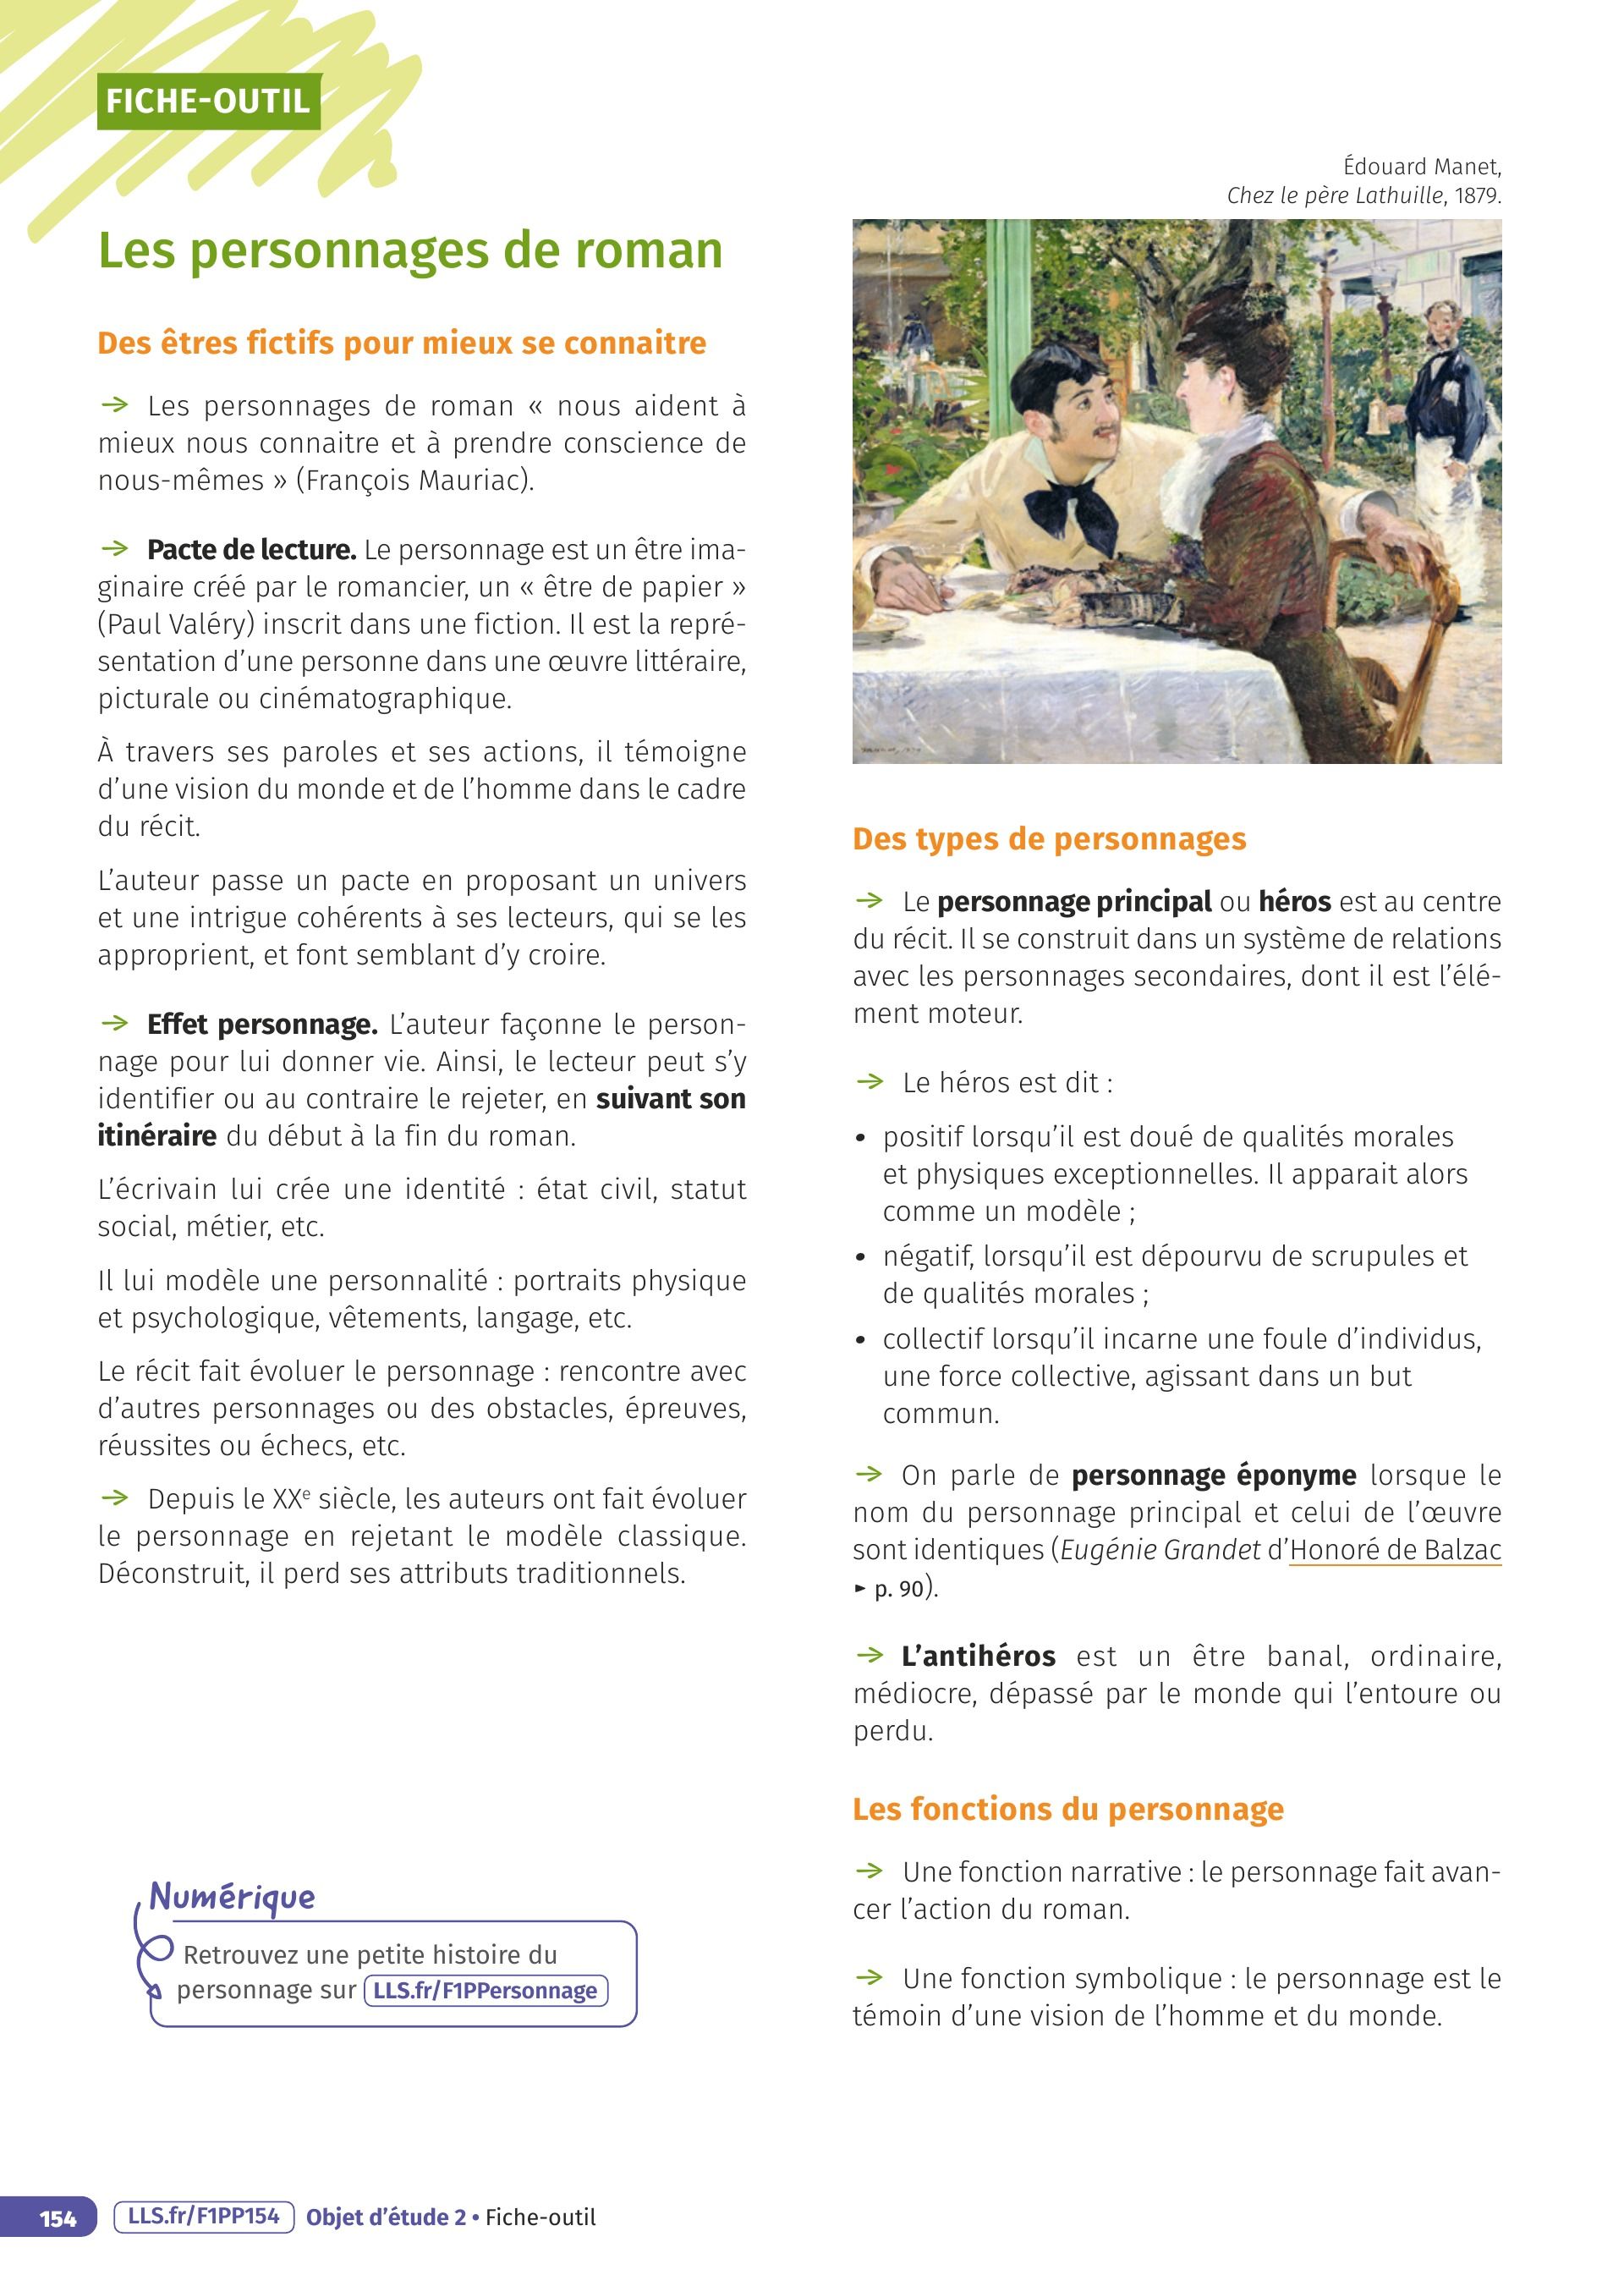 FICHE-OUTIL
Les personnages de roman
Des êtres fictifs pour mieux se connaitre
→ Les personnages de roman « nous aident à
mieux nous connaitre et à prendre conscience de
nous-mêmes » (François Mauriac).
→ Pacte de lecture. Le personnage est un être ima-
ginaire créé par le romancier, un « être de papier »
(Paul Valéry) inscrit dans une fiction. Il est la repré-
sentation d’une personne dans une œuvre littéraire,
picturale ou cinématographique.
À travers ses paroles et ses actions, il témoigne
d’une vision du monde et de l’homme dans le cadre
du récit.
L’auteur passe un pacte en proposant un univers
et une intrigue cohérents à ses lecteurs, qui se les
approprient, et font semblant d’y croire.
→ Effet personnage. L’auteur façonne le person-
nage pour lui donner vie. Ainsi, le lecteur peut s’y
identifier ou au contraire le rejeter, en suivant son
itinéraire du début à la fin du roman.
L’écrivain lui crée une identité : état civil, statut
social, métier, etc.
Il lui modèle une personnalité : portraits physique
et psychologique, vêtements, langage, etc.
Le récit fait évoluer le personnage : rencontre avec
d’autres personnages ou des obstacles, épreuves,
réussites ou échecs, etc.
→ Depuis le XXe siècle, les auteurs ont fait évoluer
le personnage en rejetant le modèle classique.
Déconstruit, il perd ses attributs traditionnels.
Numérique
Retrouvez une petite histoire du
personnage sur LLS.fr/F1PPersonnage
Édouard Manet,
Chez le père Lathuille, 1879.
Des types de personnages
→ Le personnage principal ou héros est au centre
du récit. Il se construit dans un système de relations
avec les personnages secondaires, dont il est l’élé-
ment moteur.
→ Le héros est dit :
• positif lorsqu’il est doué de qualités morales
et physiques exceptionnelles. Il apparait alors
comme un modèle ;
• négatif, lorsqu’il est dépourvu de scrupules et
de qualités morales ;
• collectif lorsqu’il incarne une foule d’individus,
une force collective, agissant dans un but
commun.
→ On parle de personnage éponyme lorsque le
nom du personnage principal et celui de l’œuvre
sont identiques (Eugénie Grandet d’Honoré de Balzac
► p. 90).
→ L’antihéros est un être banal, ordinaire,
médiocre, dépassé par le monde qui l’entoure ou
perdu.
Les fonctions du personnage
→ Une fonction narrative : le personnage fait avan-
cer l’action du roman.
→ Une fonction symbolique : le personnage est le
témoin d’une vision de l’homme et du monde.
154 LLS.fr/F1PP154 Objet d’étude 2 • Fiche-outil